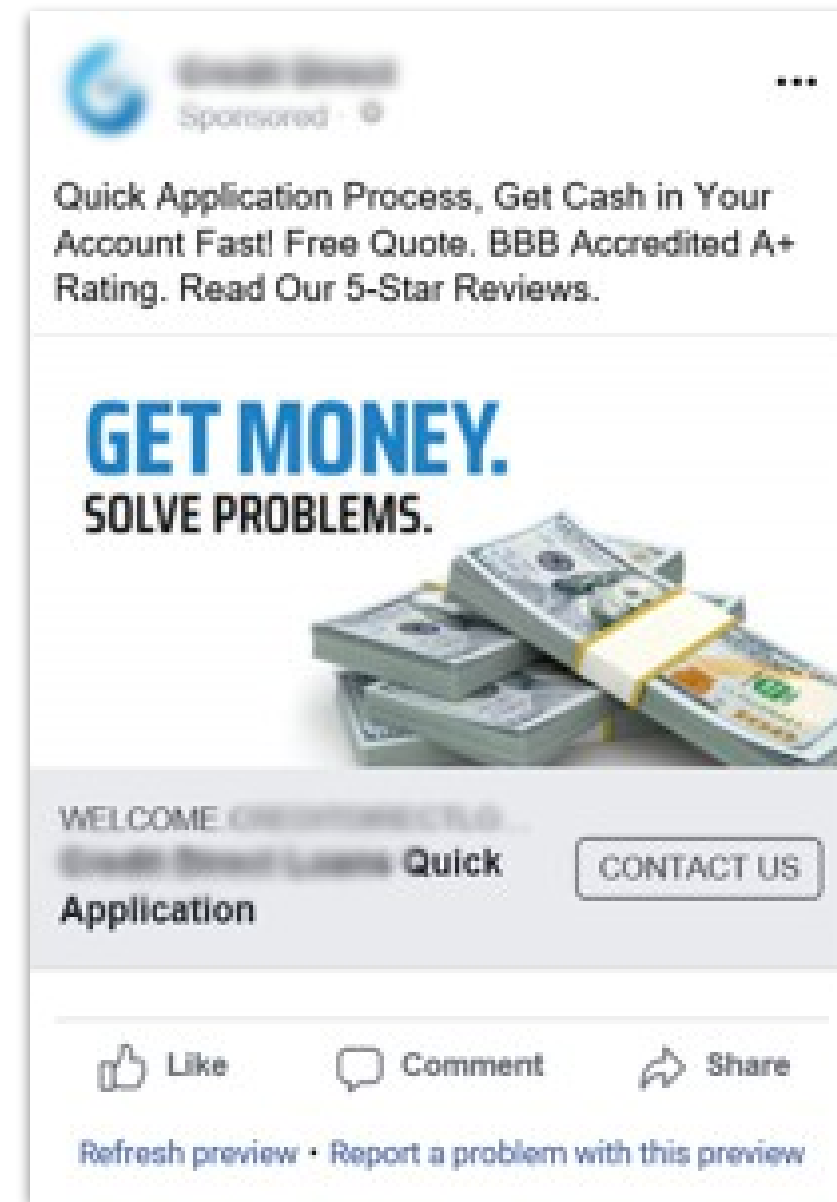 Sponsored ·
Quick Application Process, Get Cash in Your
Account Fast! Free Quote. BBB Accredited A+
Rating. Read Our 5-Star Reviews.
GET MONEY.
SOLVE PROBLEMS.
WELCOME.
Quick
Application
CONTACT US
Like
Comment
Share
Refresh preview • Report a problem with this preview